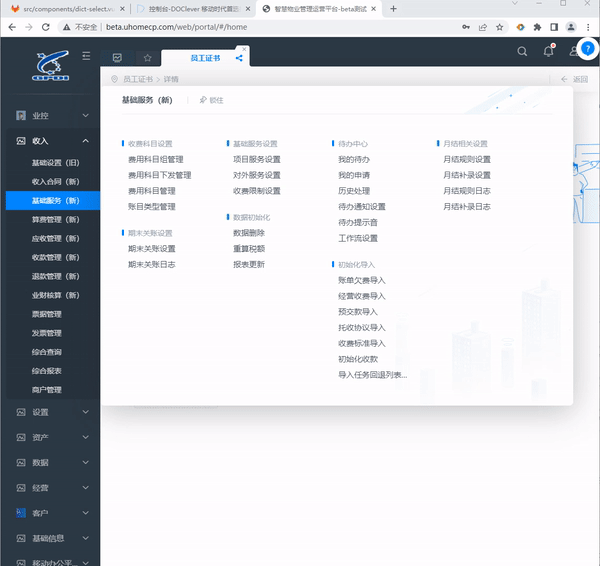 src/components/dict-select.v
控制台-DOClever 移动时代首选
智慧物业管理运营平台-beta测试
不安全
beta.uhomecp.com/web/portal/#/home
员工证书
员工证书 > 详情
返回
基础服务（新）
锁住
业控
收入
基础设置（旧）
收入合同（新）
基础服务（新）
算费管理（新）
应收管理（新）
收款管理（新）
退款管理（新）
业财核算（新）
票据管理
发票管理
综合查询
综合报表
商户管理
设置
资产
数据
经营
客户
基础信息
移动办公平...
收费科目设置
费用科目组管理
费用科目下发管理
费用科目管理
账目类型管理
期末关账设置
期末关账设置
期末关账日志
基础服务设置
项目服务设置
对外服务设置
收费限制设置
数据初始化
数据删除
重算税额
报表更新
待办中心
我的待办
我的申请
历史处理
待办通知设置
待办提示音
工作流设置
初始化导入
账单欠费导入
经营收费导入
预交款导入
托收协议导入
收费标准导入
初始化收款
导入任务回退列表...
月结相关设置
月结规则设置
月结补录设置
月结规则日志
月结补录日志